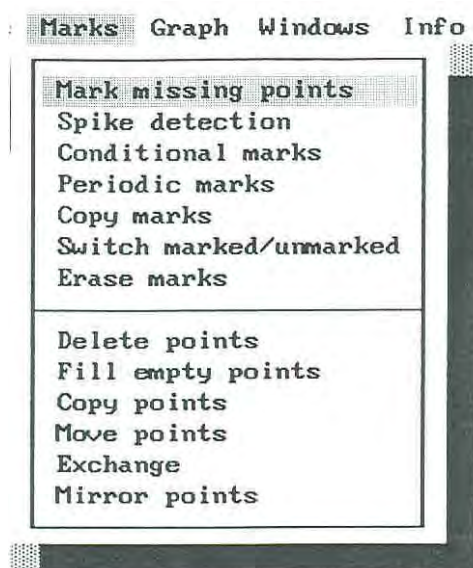 Marks Graph Windows Info
Mark missing points
Spike detection
Conditional marks
Periodic marks
Copy marks
Switch marked/unmarked
Erase marks
Delete points
Fill empty points
Copy points
Move points
Exchange
Mirror points